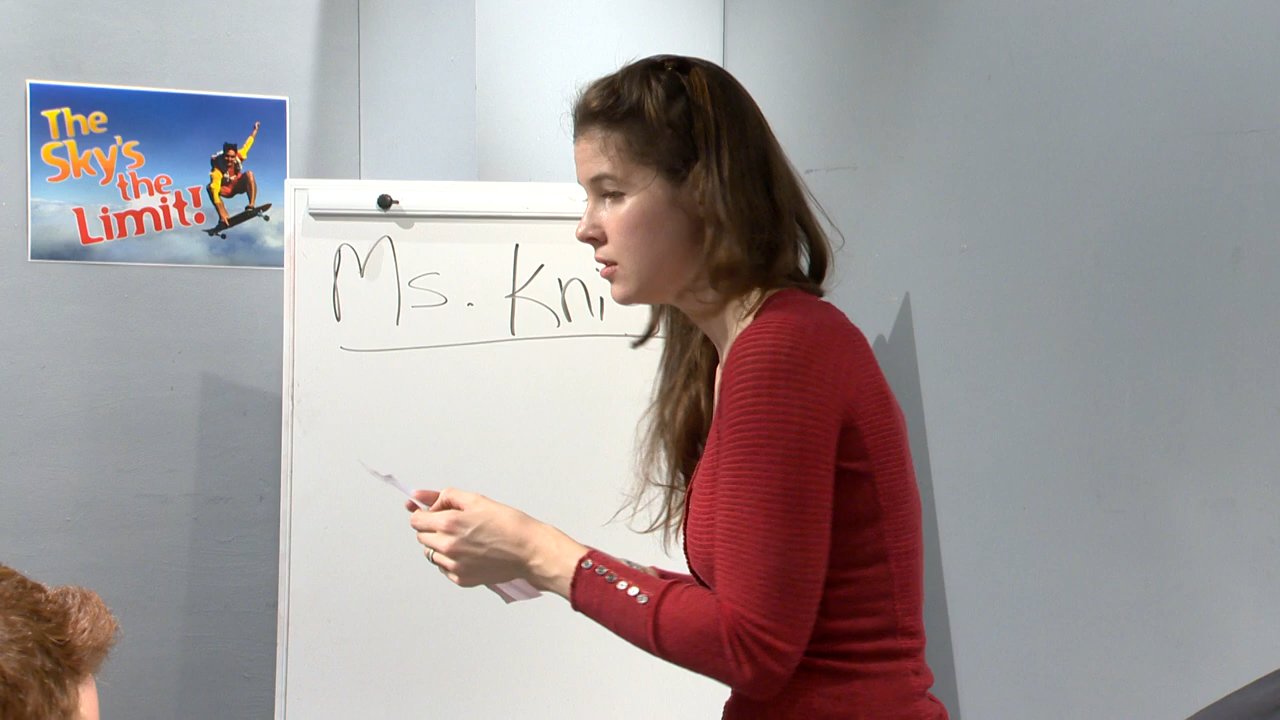 The
Sky's
the
Limit!
Ms. Kni